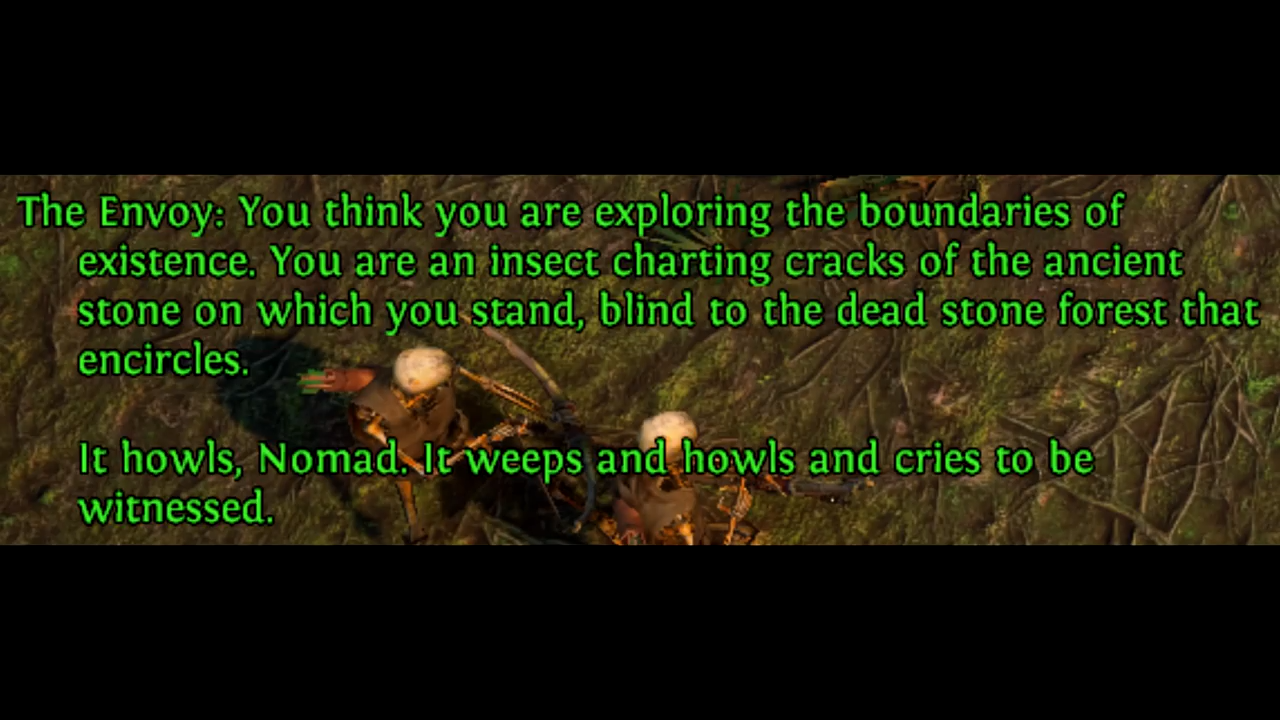 The Envoy: You think you are exploring the boundaries of
existence. You are an insect charting cracks of the ancient
stone on which you stand, blind to the dead stone forest that
encircles.
It howls, Nomad. It weeps and howls and cries to be
witnessed.